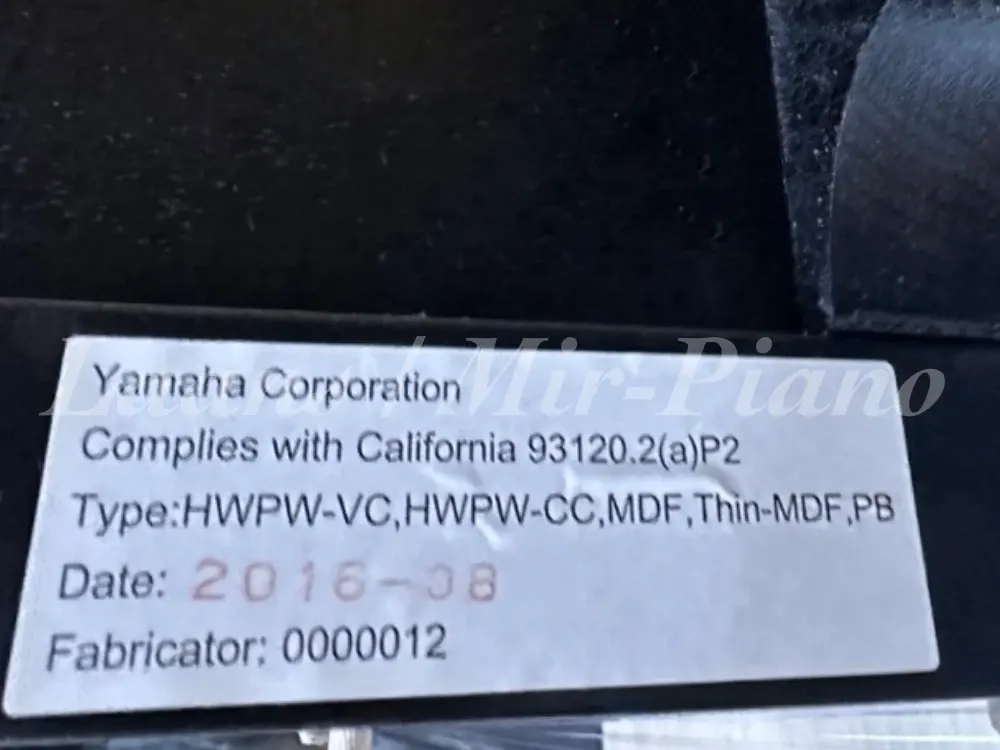 Yamaha Corporation
Complies with California 93120.2(a)P2
Type:HWPW-VC,HWPW-CC,MDF,Thin-MDF,PB
Date: 2016-08
Fabricator: 0000012
/ Mir-Piano